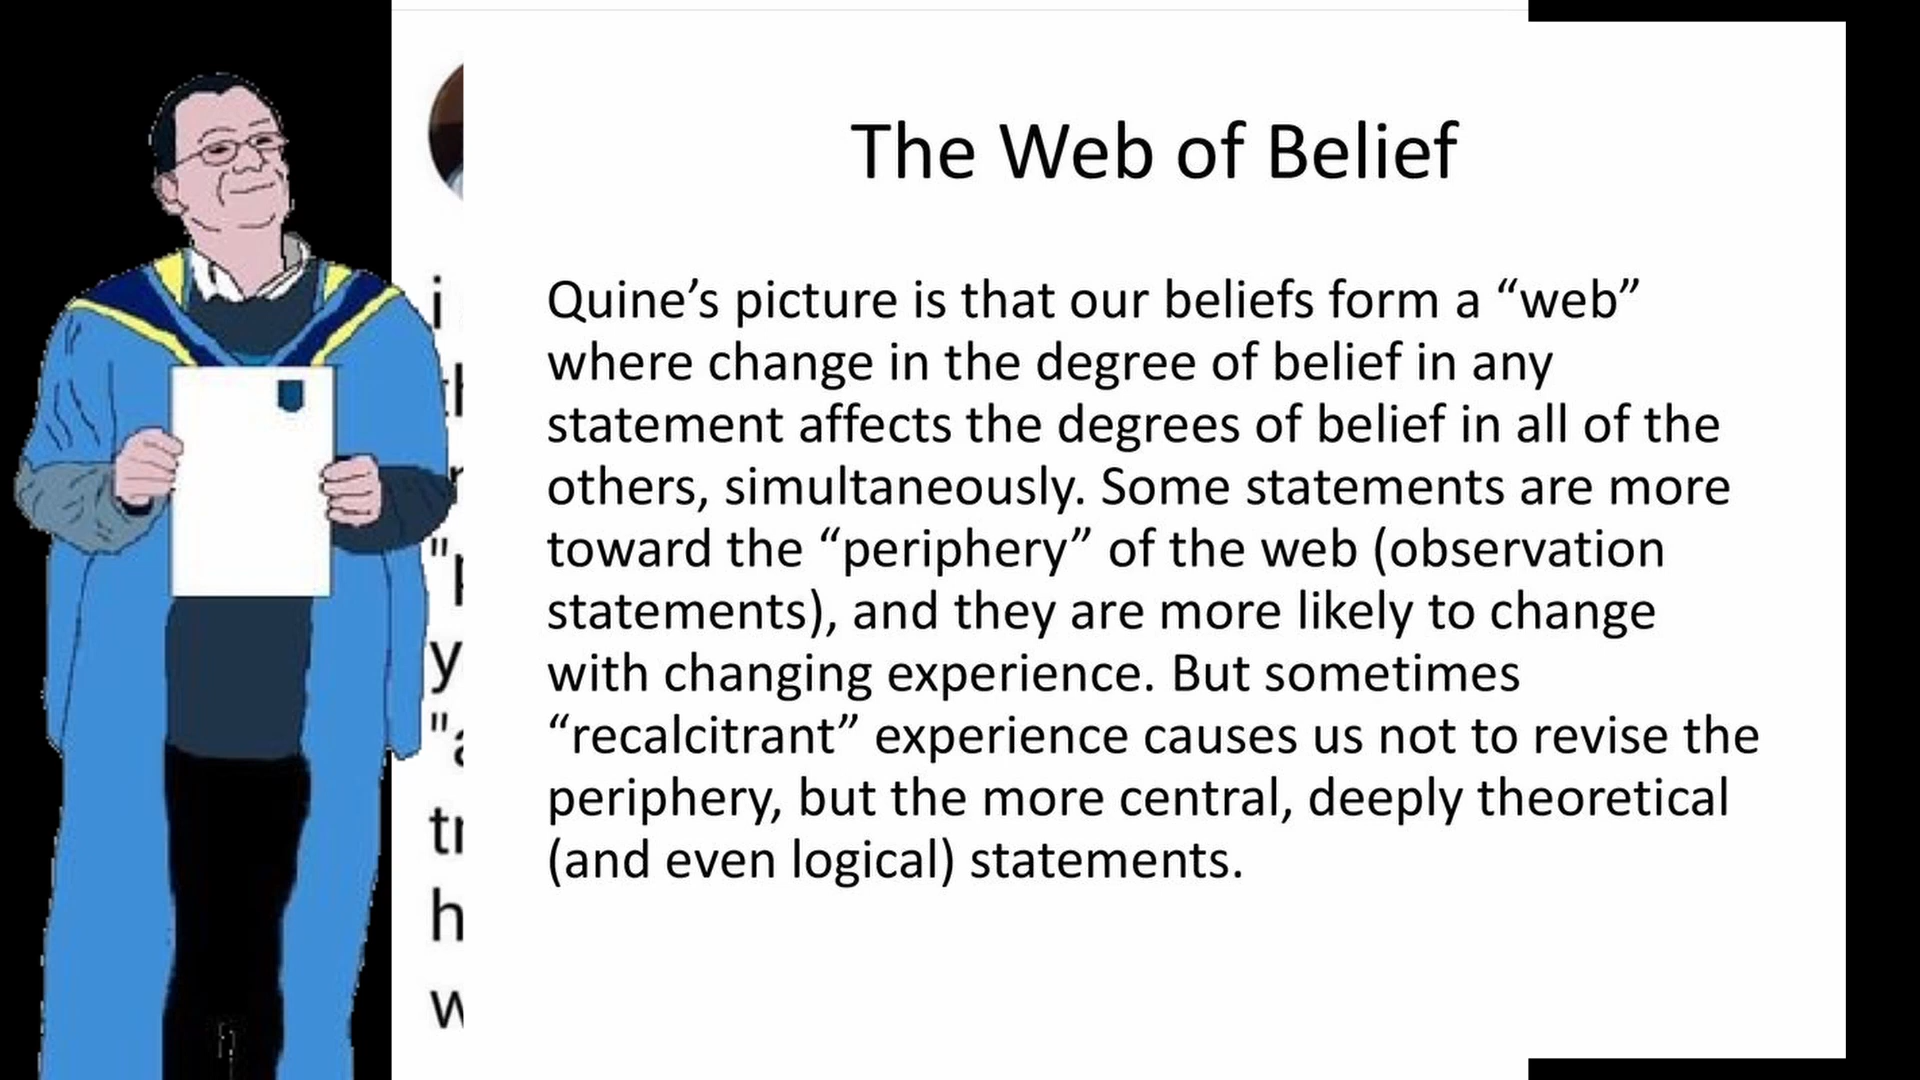 The Web of Belief
Quine’s picture is that our beliefs form a “web”
where change in the degree of belief in any
statement affects the degrees of belief in all of the
others, simultaneously. Some statements are more
toward the “periphery” of the web (observation
statements), and they are more likely to change
with changing experience. But sometimes
“recalcitrant” experience causes us not to revise the
periphery, but the more central, deeply theoretical
(and even logical) statements.